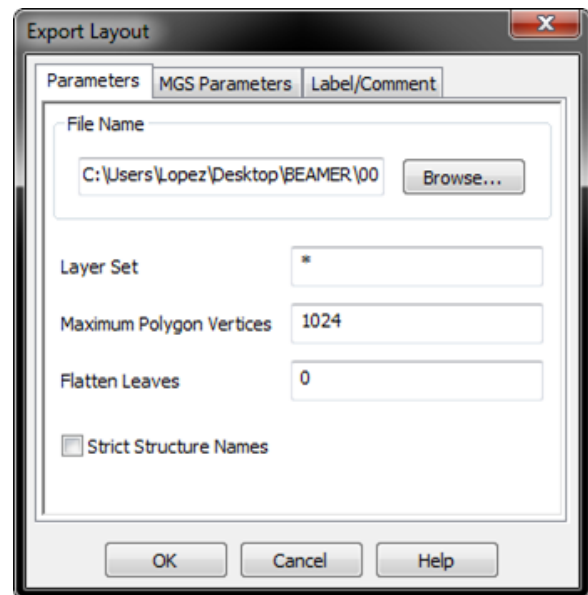 Export Layout
Parameters MGS Parameters Label/Comment
File Name
C:\Users\Lopez\Desktop\BEAMER\00 Browse...
Layer Set *
Maximum Polygon Vertices 1024
Flatten Leaves 0
Strict Structure Names
OK Cancel Help